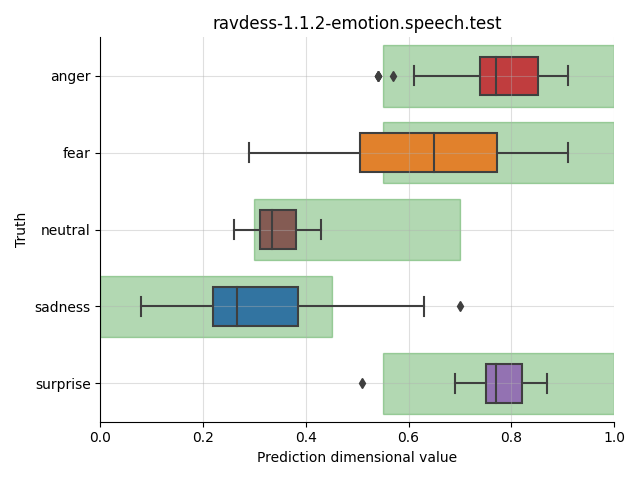 ravdess-1.1.2-emotion.speech.test
anger
fear
neutral
sadness
surprise
Truth
0.0 0.2 0.4 0.6 0.8 1.0
Prediction dimensional value